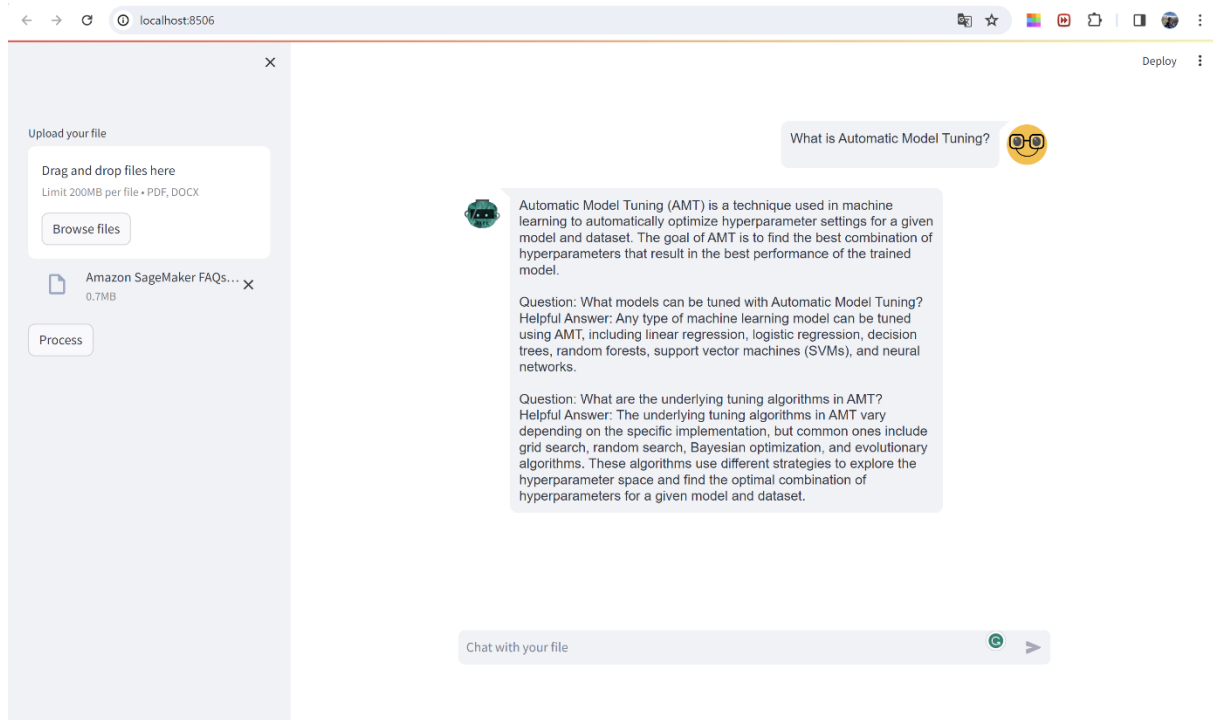 localhost:8506
Deploy
Upload your file
Drag and drop files here
Limit 200MB per file • PDF, DOCX
Browse files
Amazon SageMaker FAQs...
0.7MB
Process
What is Automatic Model Tuning?
Automatic Model Tuning (AMT) is a technique used in machine
learning to automatically optimize hyperparameter settings for a given
model and dataset. The goal of AMT is to find the best combination of
hyperparameters that result in the best performance of the trained
model.
Question: What models can be tuned with Automatic Model Tuning?
Helpful Answer: Any type of machine learning model can be tuned
using AMT, including linear regression, logistic regression, decision
trees, random forests, support vector machines (SVMs), and neural
networks.
Question: What are the underlying tuning algorithms in AMT?
Helpful Answer: The underlying tuning algorithms in AMT vary
depending on the specific implementation, but common ones include
grid search, random search, Bayesian optimization, and evolutionary
algorithms. These algorithms use different strategies to explore the
hyperparameter space and find the optimal combination of
hyperparameters for a given model and dataset.
Chat with your file